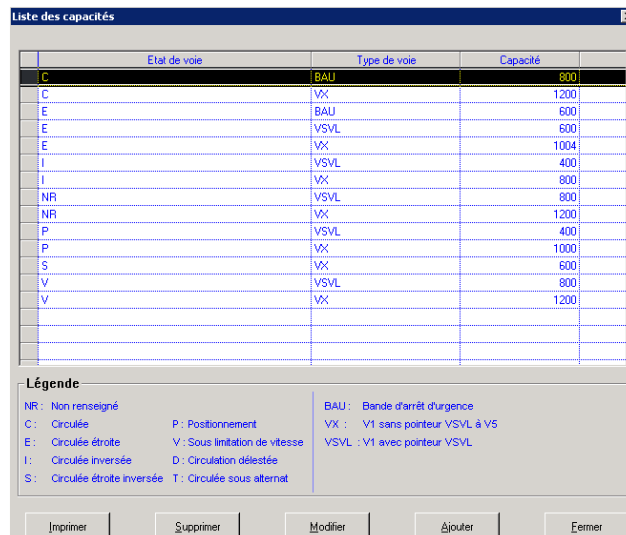 Liste des capacités
Etat de voie Type de voie Capacité
C BAU 800
C VX 1200
E BAU 600
E VSVL 600
E VX 1004
I VSVL 400
I VX 800
NR VSVL 800
NR VX 1200
P VSVL 400
P VX 1000
S VX 600
V VSVL 800
V VX 1200
Légende
NR : Non renseigné
C : Circulée P : Positionnement
E : Circulée étroite V : Sous limitation de vitesse
I : Circulée inversée D : Circulation délestée
S : Circulée étroite inversée T : Circulée sous alternat
BAU : Bande d'arrêt d'urgence
VX : V1 sans pointeur VSVL à V5
VSVL : V1 avec pointeur VSVL
Imprimer Supprimer Modifier Ajouter Fermer